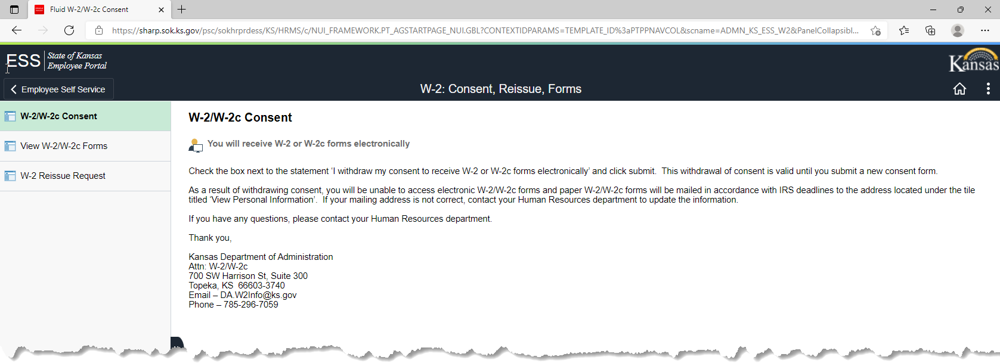 Fluid W-2/W-2c Consent
https://sharp.sok.ks.gov/psc/sokhrprdess/KS/HRMS/c/NUI_FRAMEWORK.PT_AGSTARTPAGE_NUI.GBL?CONTEXTIDPARAMS=TEMPLATE_ID%3aPTPPNAVCOL&scname=ADMN_KS_ESS_W2&PanelCollapsibl...
ESS State of Kansas
Employee Portal
Kansas
Employee Self Service
W-2: Consent, Reissue, Forms
W-2/W-2c Consent
View W-2/W-2c Forms
W-2 Reissue Request
W-2/W-2c Consent
You will receive W-2 or W-2c forms electronically
Check the box next to the statement ‘I withdraw my consent to receive W-2 or W-2c forms electronically’ and click submit.  This withdrawal of consent is valid until you submit a new consent form.
As a result of withdrawing consent, you will be unable to access electronic W-2/W-2c forms and paper W-2/W-2c forms will be mailed in accordance with IRS deadlines to the address located under the tile
titled ‘View Personal Information’.  If your mailing address is not correct, contact your Human Resources department to update the information.
If you have any questions, please contact your Human Resources department.
Thank you,
Kansas Department of Administration
Attn: W-2/W-2c
700 SW Harrison St, Suite 300
Topeka, KS  66603-3740
Email – DA.W2Info@ks.gov
Phone – 785-296-7059